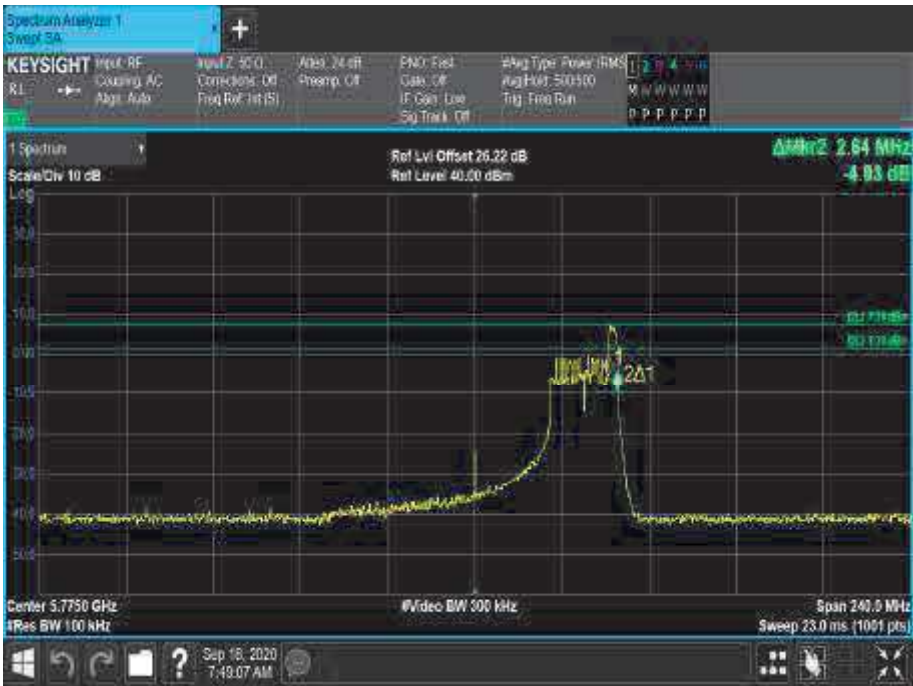 Spectrum Analyzer 1
Swept SA
+
KEYSIGHT
Input: RF
Coupling: AC
Align: Auto
Input Z: 50 Ω
Corrections: Off
Freq Ref: Int (S)
Atten: 24 dB
Preamp: Off
PNO: Fast
Gate: Off
IF Gain: Low
Sig Track: Off
#Avg Type: Power (RMS
Avg|Hold: 500/500
Trig: Free Run
M W W W W W
P P P P P P
1 Spectrum
Scale/Div 10 dB
Log
Ref Lvl Offset 26.22 dB
Ref Level 40.00 dBm
ΔMkr2 2.64 MHz
-4.93 dB
30.0
20.0
10.0
0.00
-10.0
-20.0
-30.0
-40.0
-50.0
2Δ1
Center 5.7750 GHz
#Res BW 100 kHz
#Video BW 300 kHz
Span 240.0 MHz
Sweep 23.0 ms (1001 pts)
?
Sep 18, 2020
7:49:07 AM